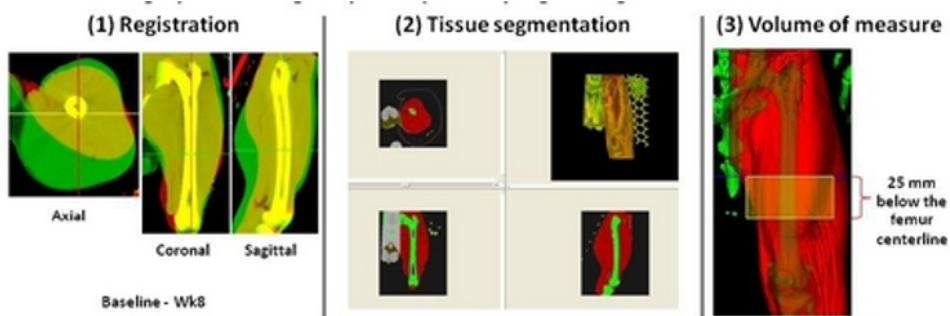 (1) Registration
(2) Tissue segmentation
(3) Volume of measure
Axial
Coronal
Sagittal
Baseline - Wk8
25 mm
below the
femur
centerline